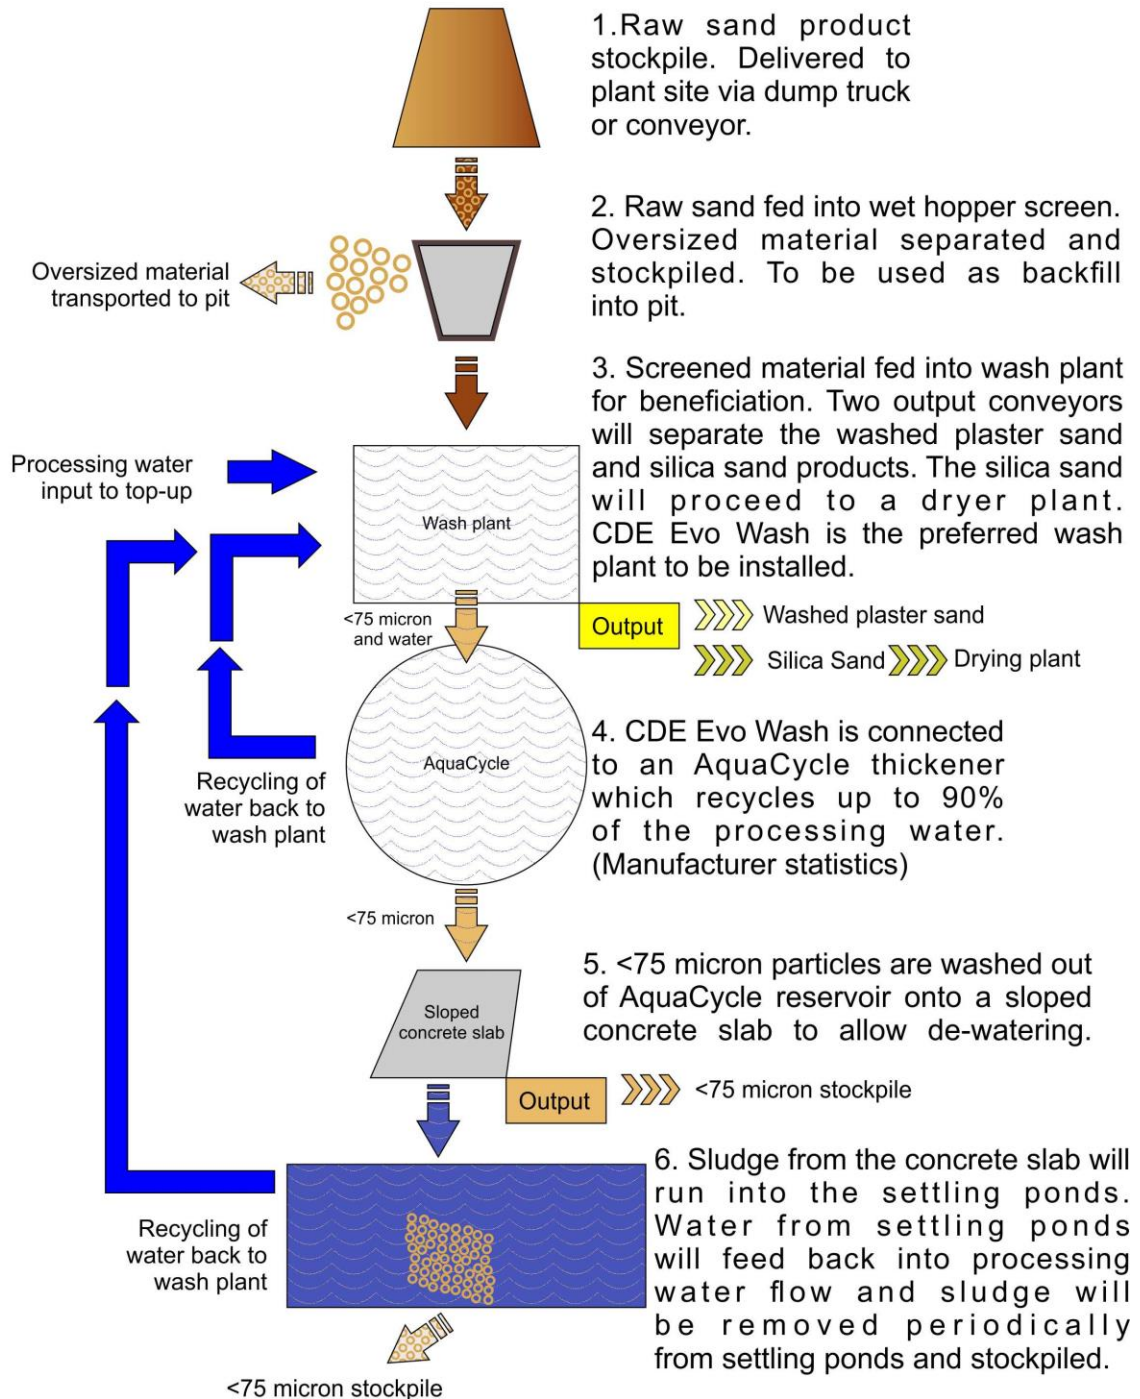 1.Raw sand product
stockpile. Delivered to
plant site via dump truck
or conveyor.
2. Raw sand fed into wet hopper screen.
Oversized material separated and
stockpiled. To be used as backfill
into pit.
Oversized material
transported to pit
3. Screened material fed into wash plant
for beneficiation. Two output conveyors
will separate the washed plaster sand
and silica sand products. The silica sand
will proceed to a dryer plant.
CDE Evo Wash is the preferred wash
plant to be installed.
Processing water
input to top-up
Wash plant
<75 micron
and water
Output
Washed plaster sand
Silica Sand
Drying plant
4. CDE Evo Wash is connected
to an AquaCycle thickener
which recycles up to 90%
of the processing water.
(Manufacturer statistics)
AquaCycle
Recycling of
water back to
wash plant
<75 micron
5. <75 micron particles are washed out
of AquaCycle reservoir onto a sloped
concrete slab to allow de-watering.
Sloped
concrete slab
Output
<75 micron stockpile
6. Sludge from the concrete slab will
run into the settling ponds.
Water from settling ponds
will feed back into processing
water flow and sludge will
be removed periodically
from settling ponds and stockpiled.
Recycling of
water back to
wash plant
<75 micron stockpile